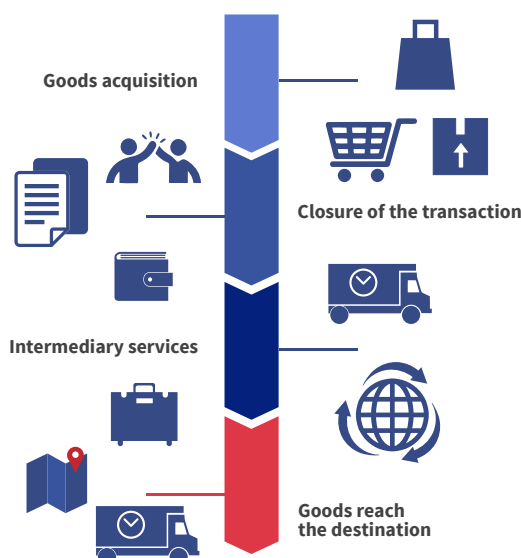 Goods acquisition
Closure of the transaction
Intermediary services
Goods reach
the destination